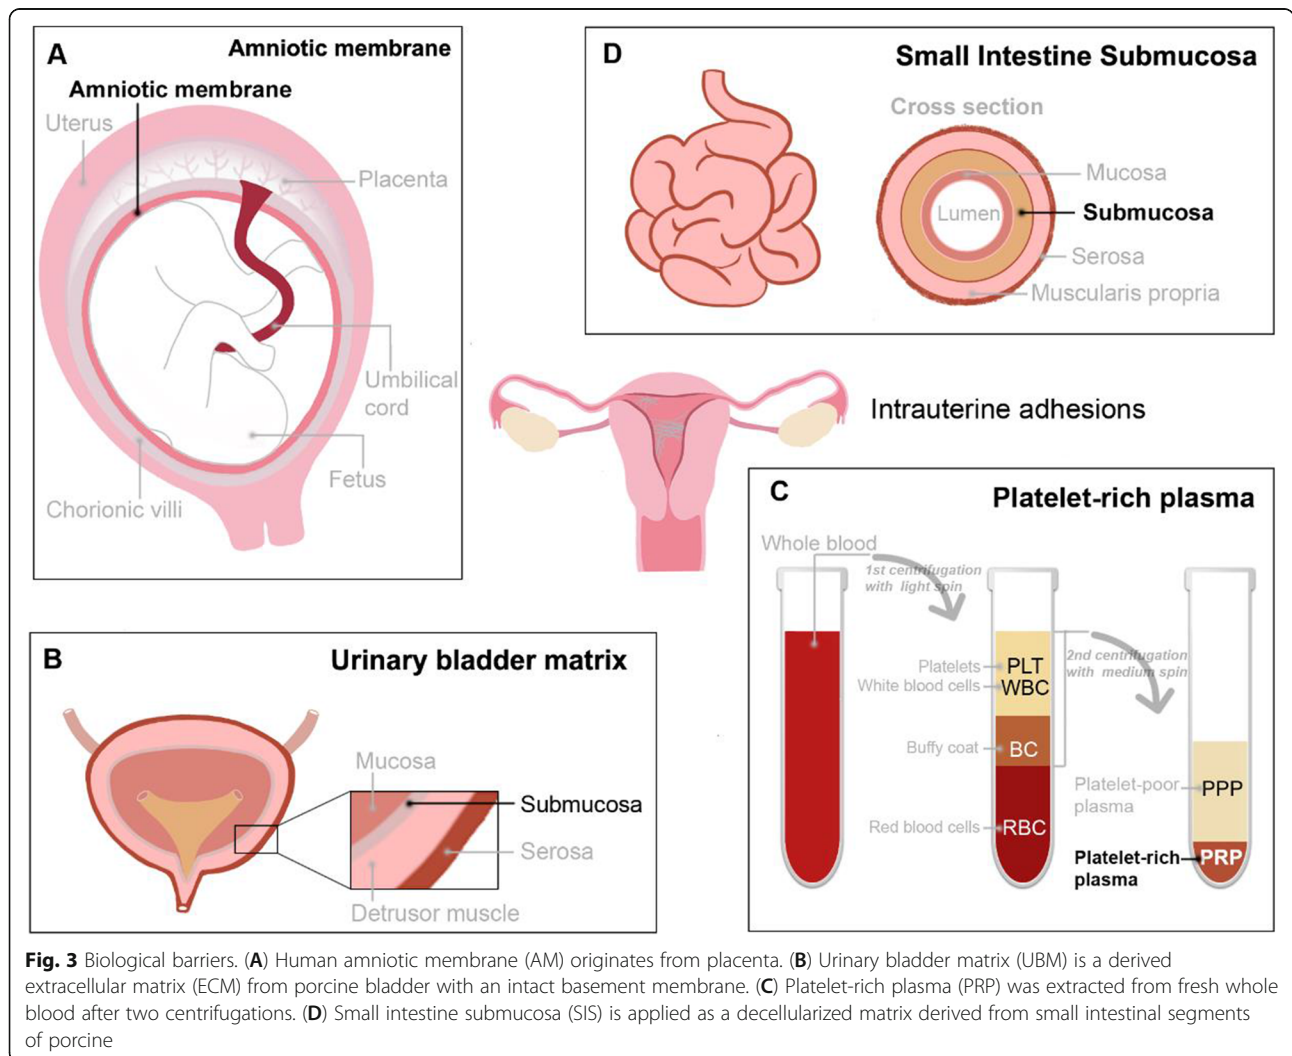 A
Amniotic membrane
Amniotic membrane
Uterus
Placenta
Umbilical
cord
Fetus
Chorionic villi
D
Small Intestine Submucosa
Cross section
Mucosa
Lumen
Submucosa
Serosa
Muscularis propria
Intrauterine adhesions
B
Urinary bladder matrix
Mucosa
Submucosa
Serosa
Detrusor muscle
C
Platelet-rich plasma
Whole blood
1st centrifugation
with light spin
Platelets
PLT
White blood cells
WBC
2nd centrifugation
with medium spin
Buffy coat
BC
Red blood cells
RBC
Platelet-poor
plasma
PPP
Platelet-rich
plasma
PRP
Fig. 3 Biological barriers. (A) Human amniotic membrane (AM) originates from placenta. (B) Urinary bladder matrix (UBM) is a derived
extracellular matrix (ECM) from porcine bladder with an intact basement membrane. (C) Platelet-rich plasma (PRP) was extracted from fresh whole
blood after two centrifugations. (D) Small intestine submucosa (SIS) is applied as a decellularized matrix derived from small intestinal segments
of porcine